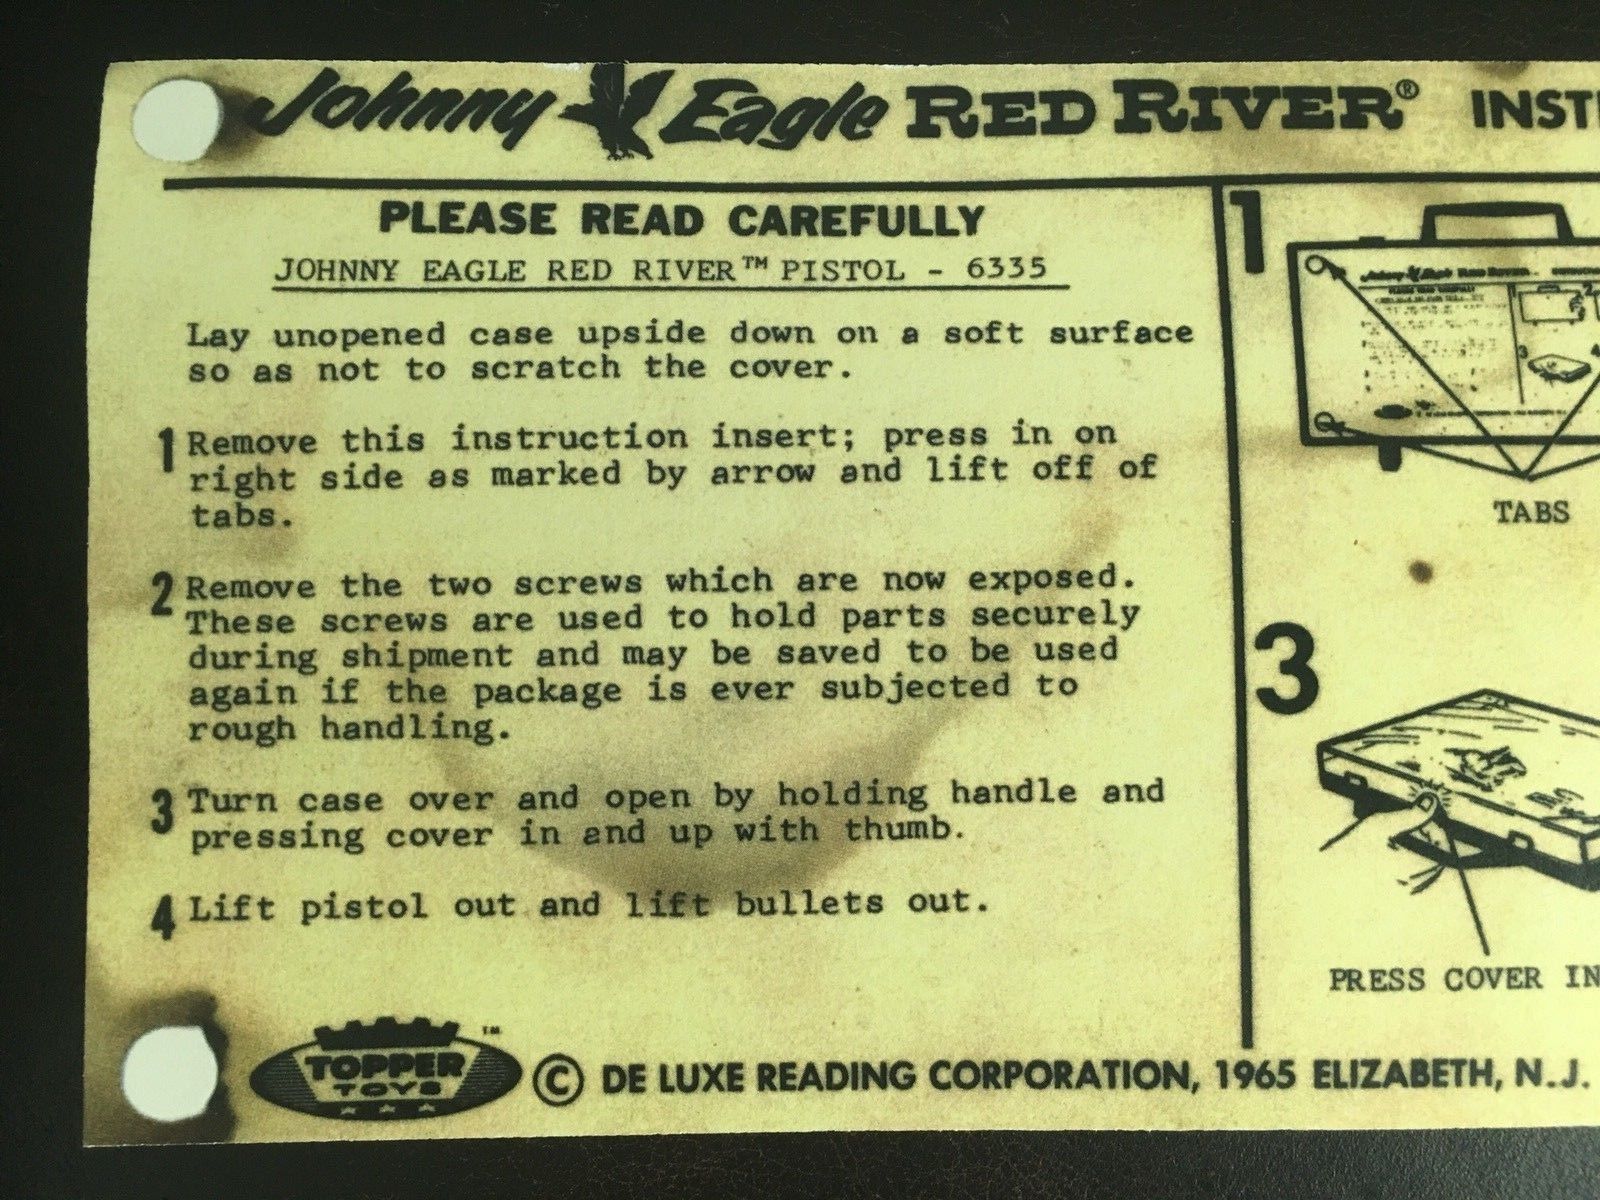 Johnny Eagle RED RIVER® INST
PLEASE READ CAREFULLY
JOHNNY EAGLE RED RIVER™ PISTOL - 6335
Lay unopened case upside down on a soft surface
so as not to scratch the cover.
1 Remove this instruction insert; press in on
right side as marked by arrow and lift off of
tabs.
2 Remove the two screws which are now exposed.
These screws are used to hold parts securely
during shipment and may be saved to be used
again if the package is ever subjected to
rough handling.
3 Turn case over and open by holding handle and
pressing cover in and up with thumb.
4 Lift pistol out and lift bullets out.
1
TABS
3
PRESS COVER IN
TOPPER TOYS ™
© DE LUXE READING CORPORATION, 1965 ELIZABETH, N.J.